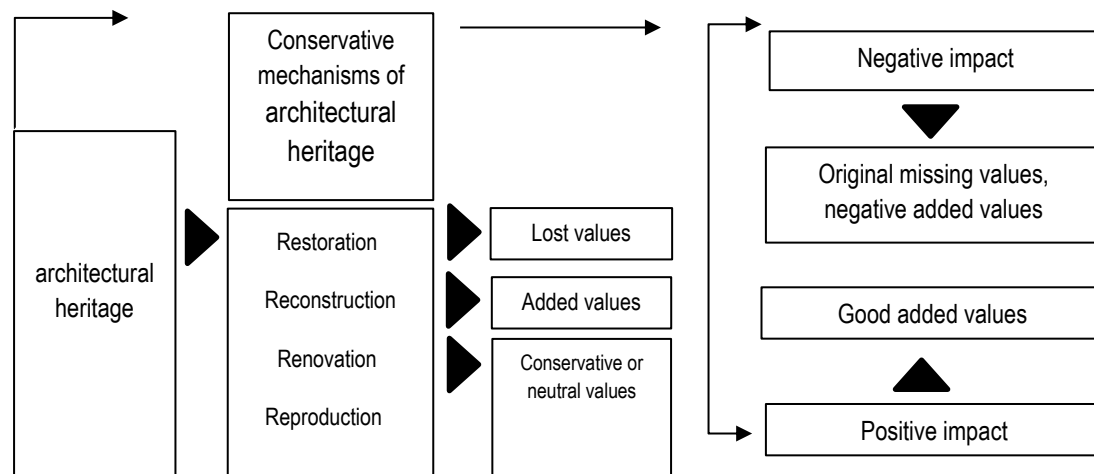 architectural
heritage
Conservative
mechanisms of
architectural
heritage
Restoration
Reconstruction
Renovation
Reproduction
Lost values
Added values
Conservative or
neutral values
Negative impact
Original missing values,
negative added values
Good added values
Positive impact